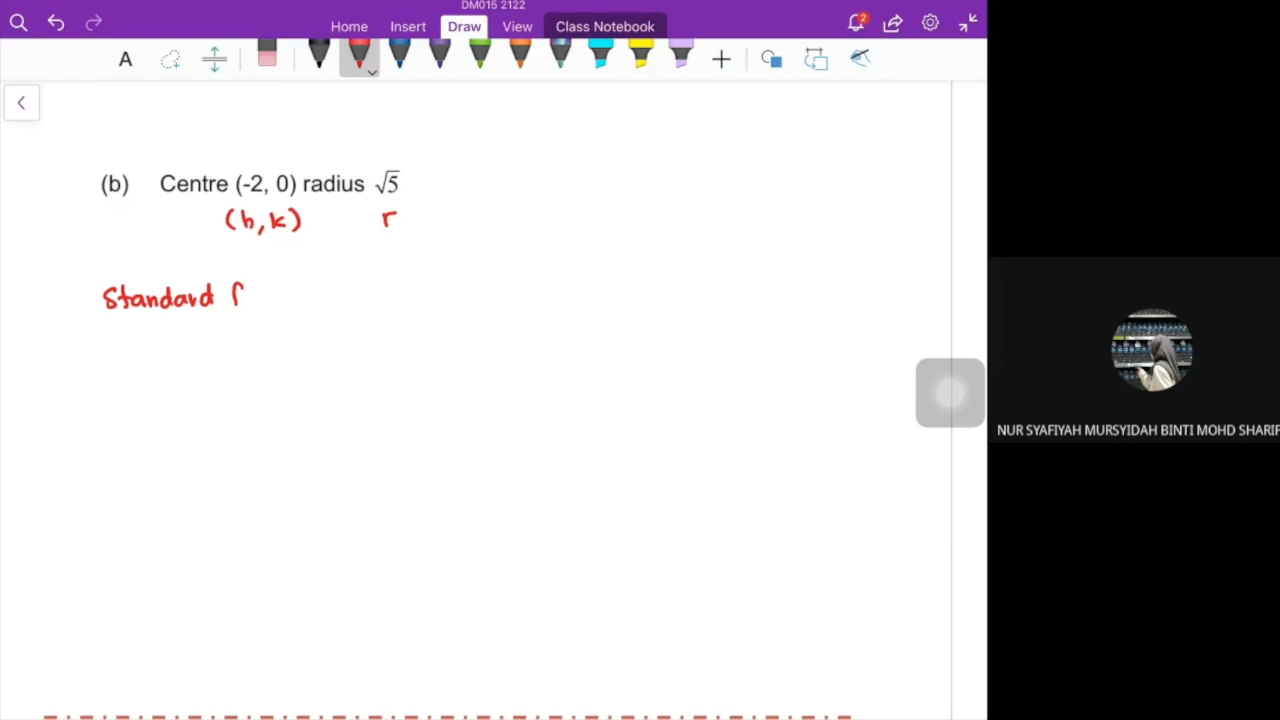 DM015 2122
Home Insert Draw View Class Notebook
2
A
(b) Centre (-2, 0) radius √5
(h, k) r
Standard f
NUR SYAFIYAH MURSYIDAH BINTI MOHD SHARIF